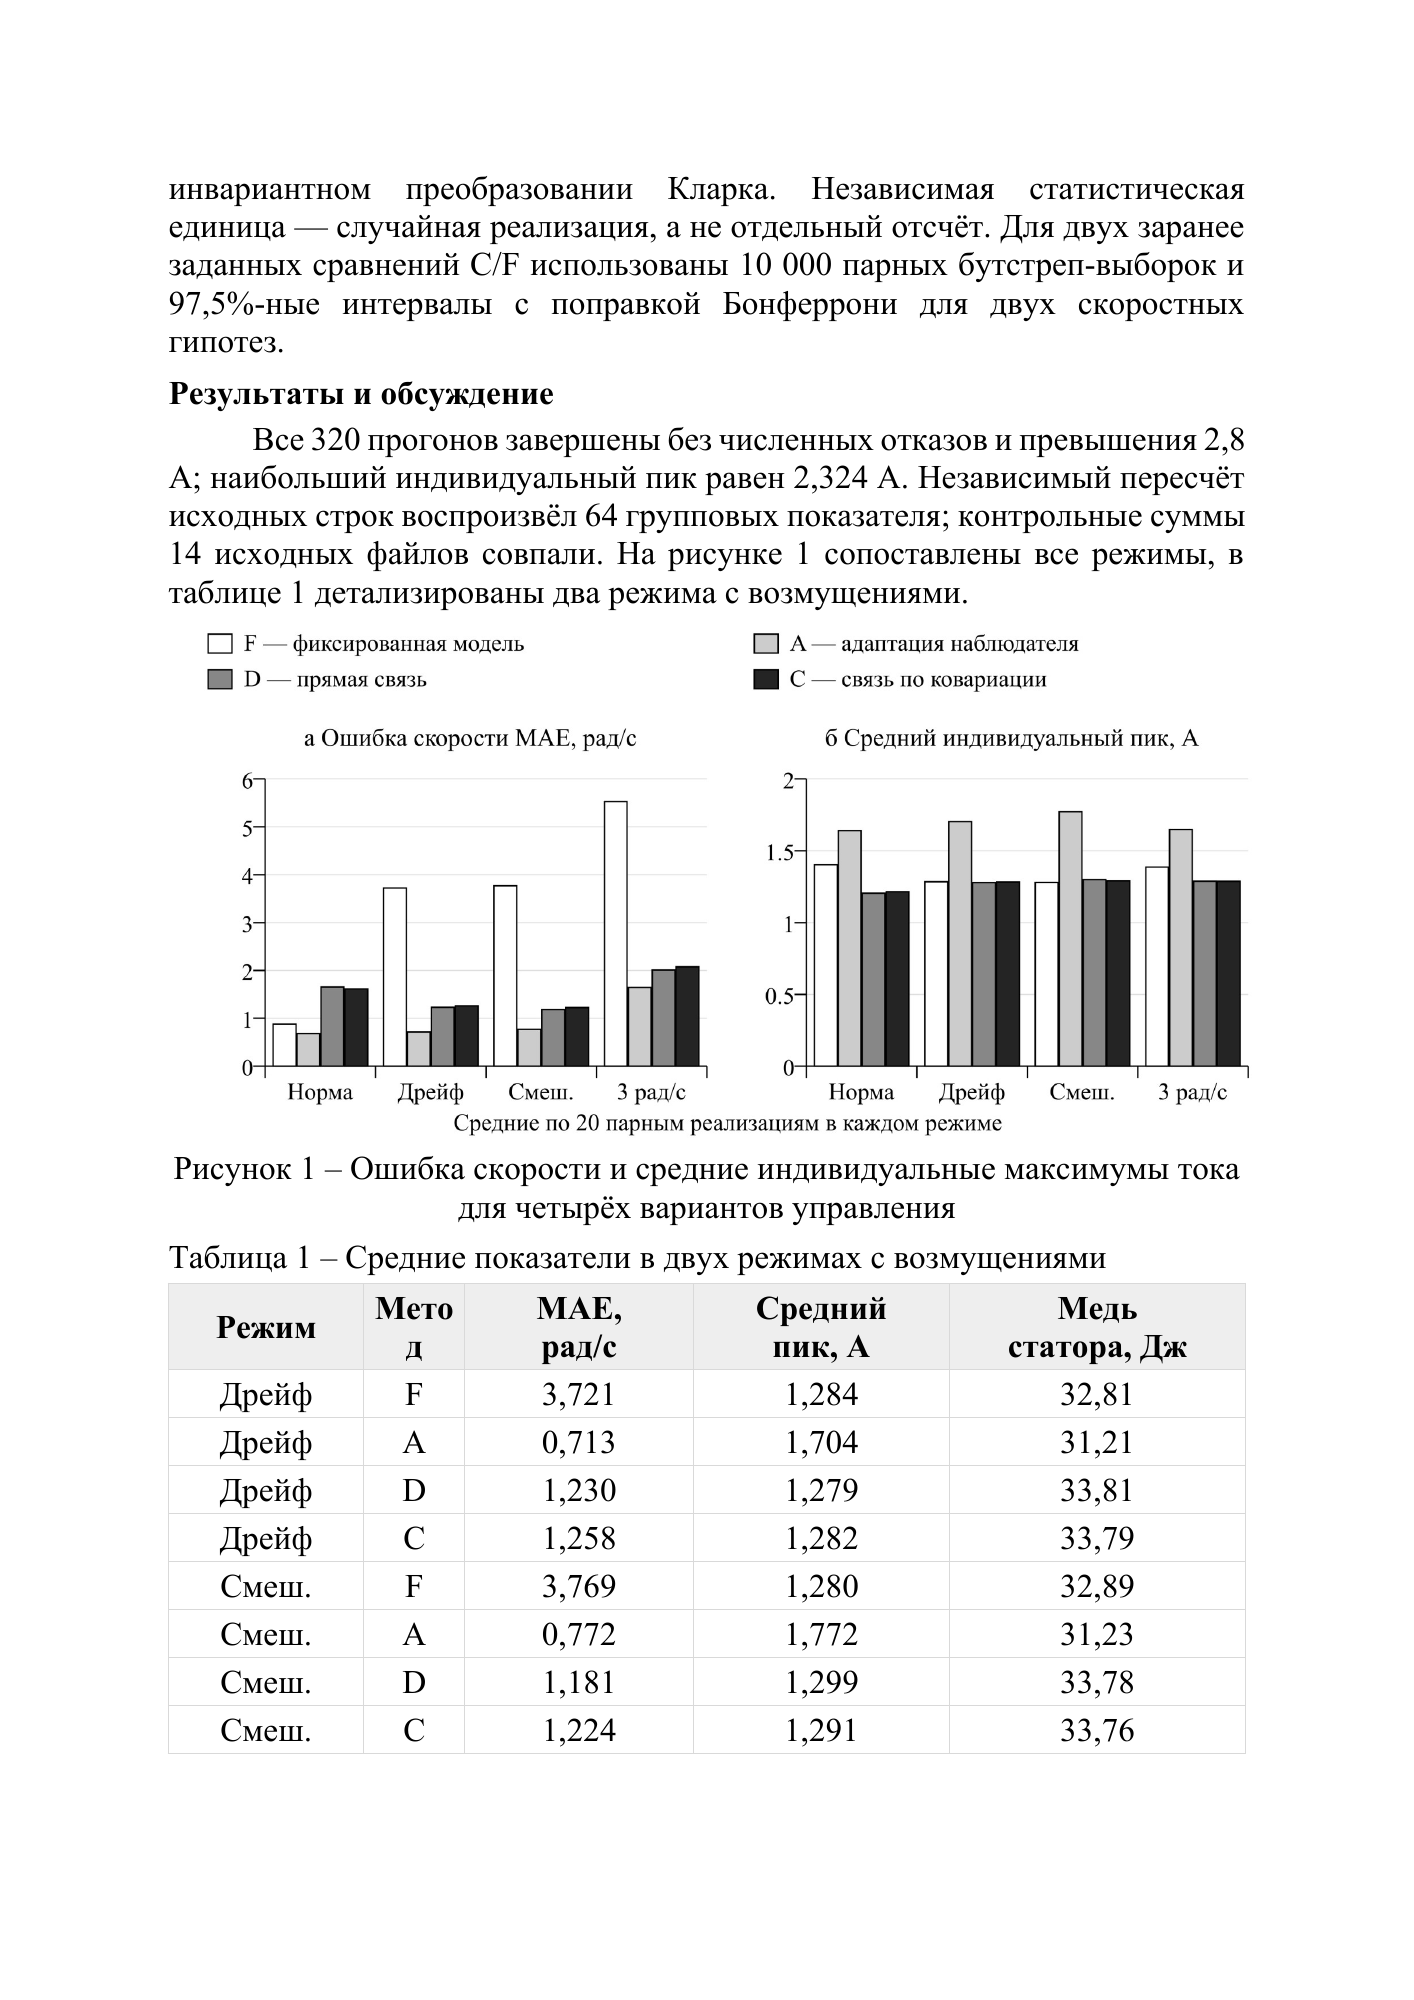 инвариантном преобразовании Кларка. Независимая статистическая
единица — случайная реализация, а не отдельный отсчёт. Для двух заранее
заданных сравнений C/F использованы 10 000 парных бутстреп-выборок и
97,5%-ные интервалы с поправкой Бонферрони для двух скоростных
гипотез.
Результаты и обсуждение
Все 320 прогонов завершены без численных отказов и превышения 2,8
А; наибольший индивидуальный пик равен 2,324 А. Независимый пересчёт
исходных строк воспроизвёл 64 групповых показателя; контрольные суммы
14 исходных файлов совпали. На рисунке 1 сопоставлены все режимы, в
таблице 1 детализированы два режима с возмущениями.
F — фиксированная модель
A — адаптация наблюдателя
D — прямая связь
C — связь по ковариации
а Ошибка скорости MAE, рад/с
6
5
4
3
2
1
0
Норма Дрейф Смеш. 3 рад/с
б Средний индивидуальный пик, А
2
1.5
1
0.5
0
Норма Дрейф Смеш. 3 рад/с
Средние по 20 парным реализациям в каждом режиме
Рисунок 1 – Ошибка скорости и средние индивидуальные максимумы тока
для четырёх вариантов управления
Таблица 1 – Средние показатели в двух режимах с возмущениями
Режим Мето
д MAE,
рад/с Средний
пик, А Медь
статора, Дж
Дрейф F 3,721 1,284 32,81
Дрейф A 0,713 1,704 31,21
Дрейф D 1,230 1,279 33,81
Дрейф C 1,258 1,282 33,79
Смеш. F 3,769 1,280 32,89
Смеш. A 0,772 1,772 31,23
Смеш. D 1,181 1,299 33,78
Смеш. C 1,224 1,291 33,76